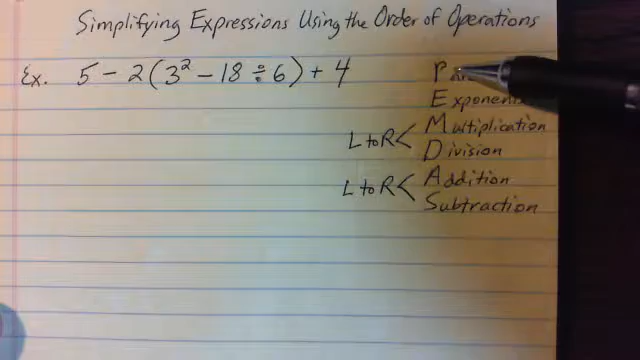 Simplifying Expressions Using the Order of Operations
Ex. 5 - 2 ( 3² - 18 ÷ 6 ) + 4
P
Exponents
L to R < Multiplication
Division
L to R < Addition
Subtraction